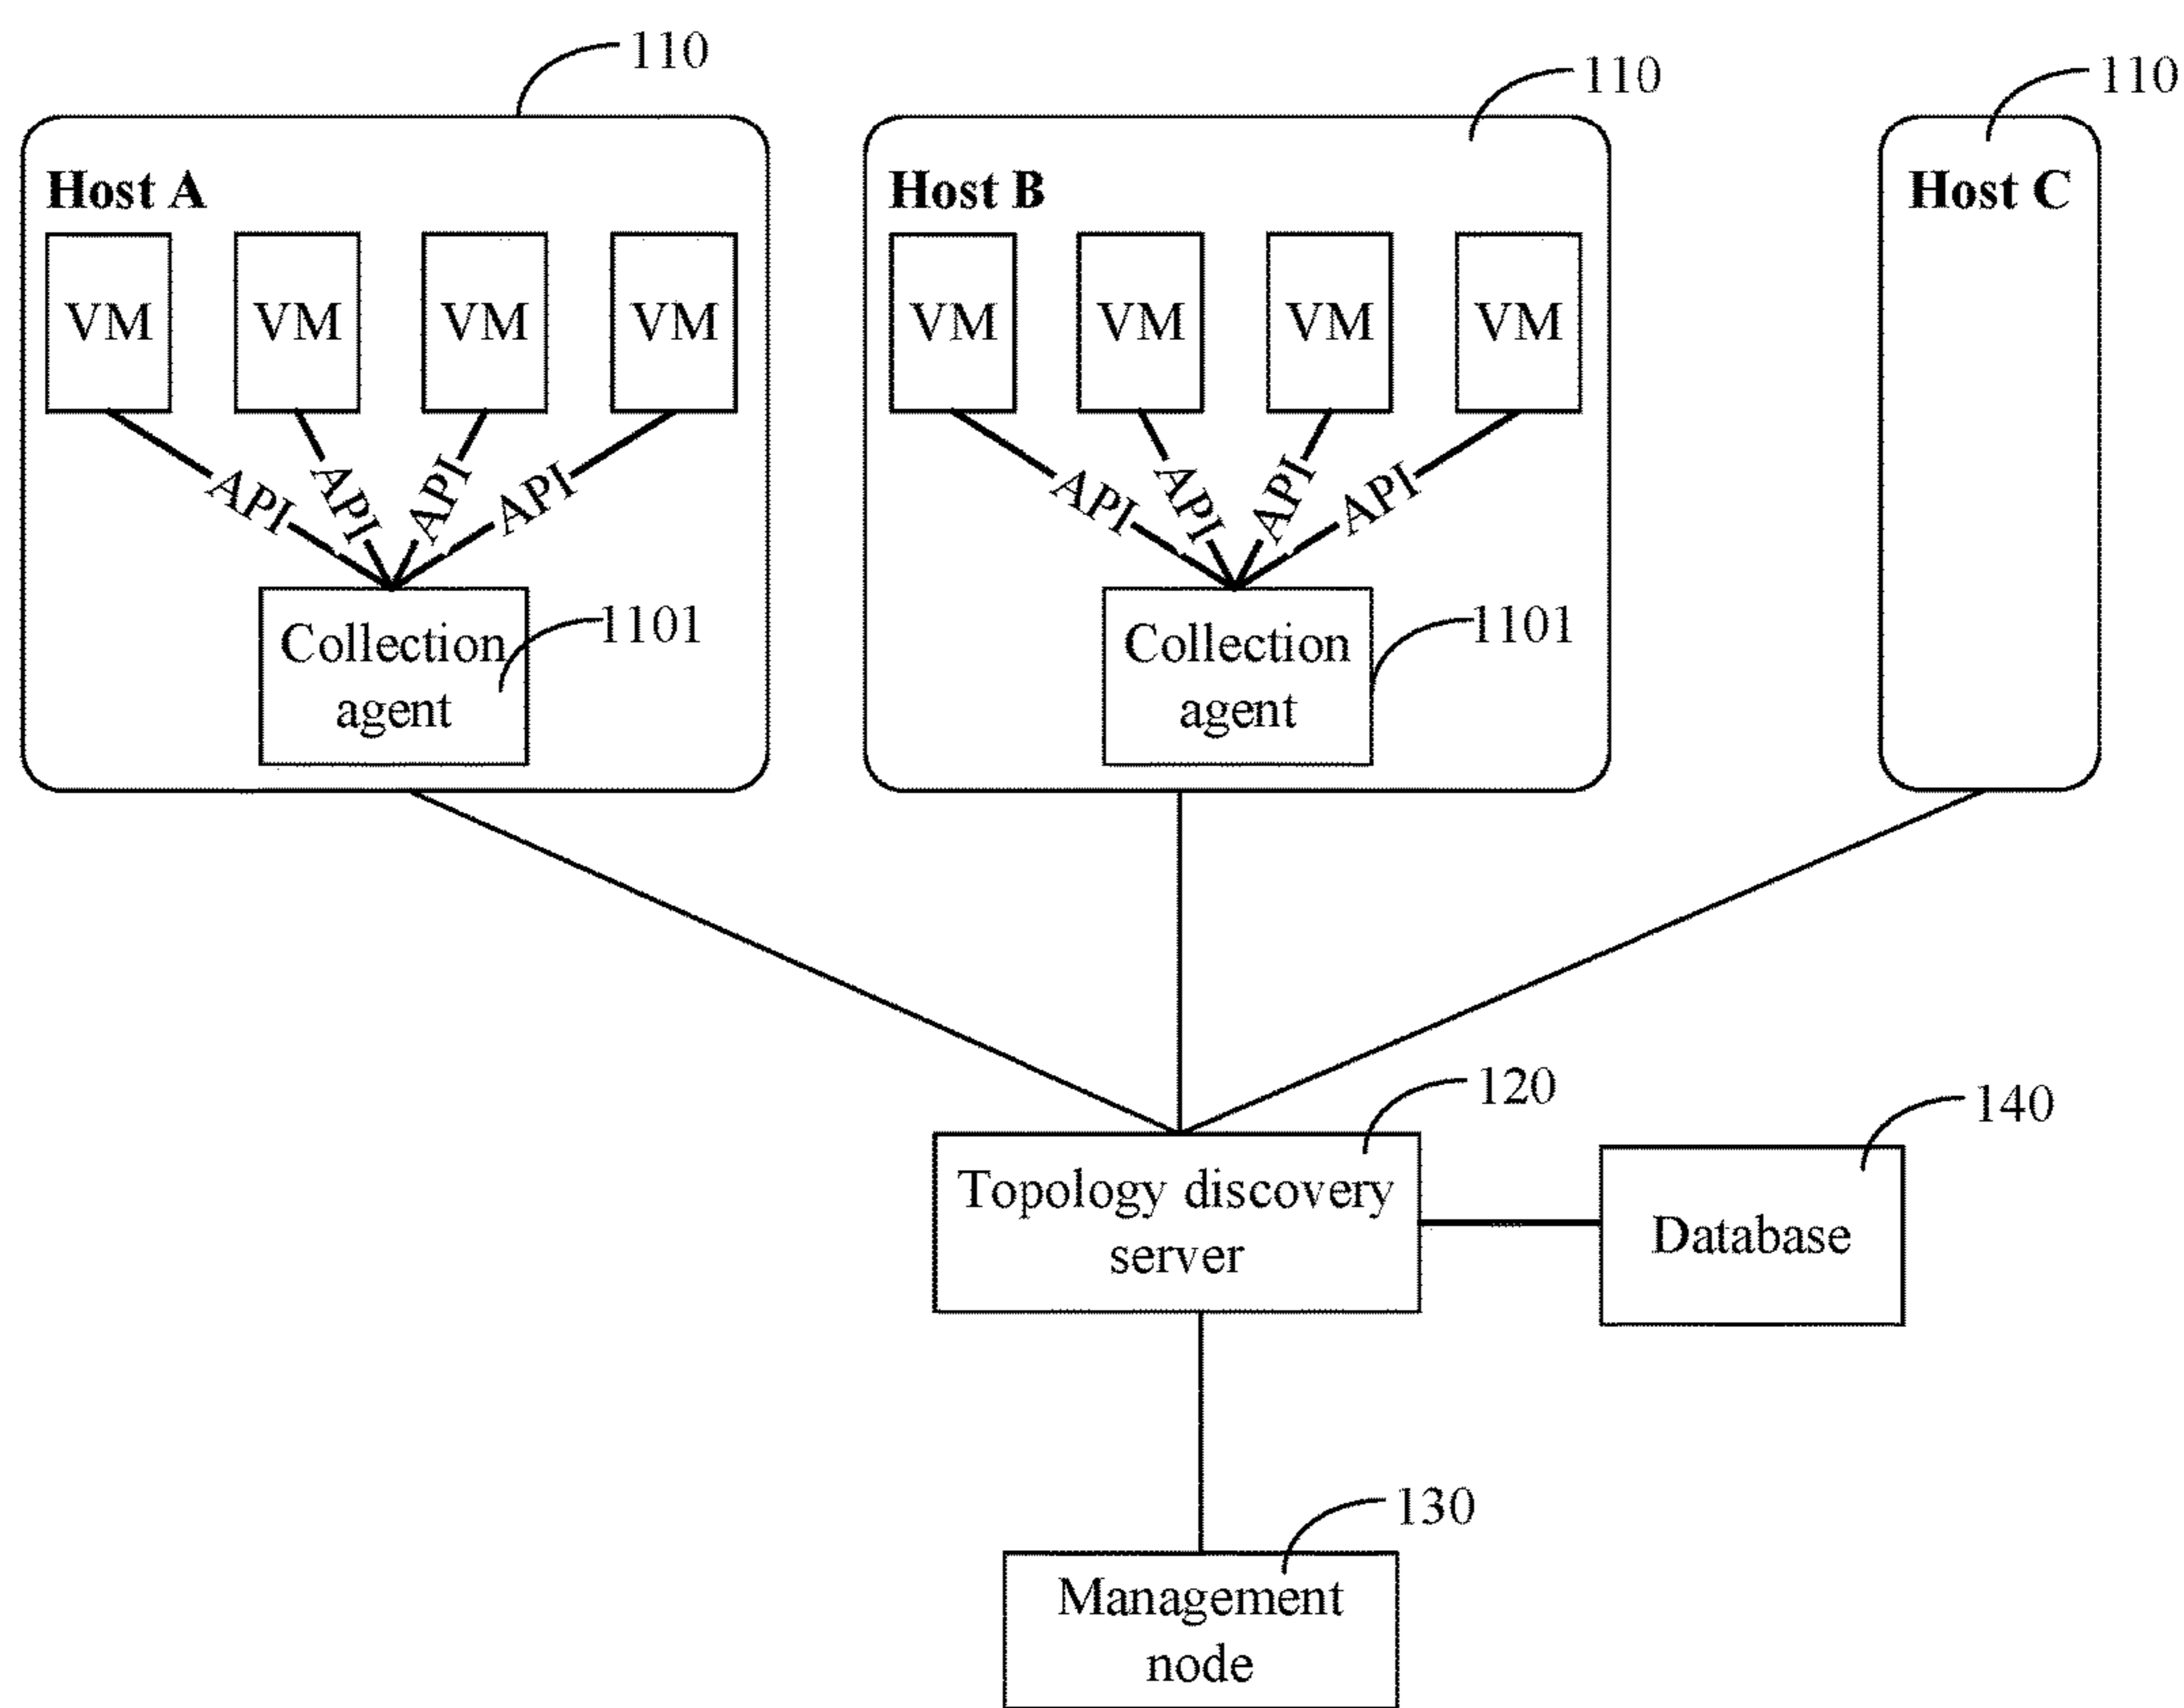 110
110
110
Host A
Host B
Host C
VM
VM
VM
VM
VM
VM
VM
VM
API
API
API
API
API
API
API
API
Collection
agent
1101
Collection
agent
1101
120
140
Topology discovery
server
Database
130
Management
node